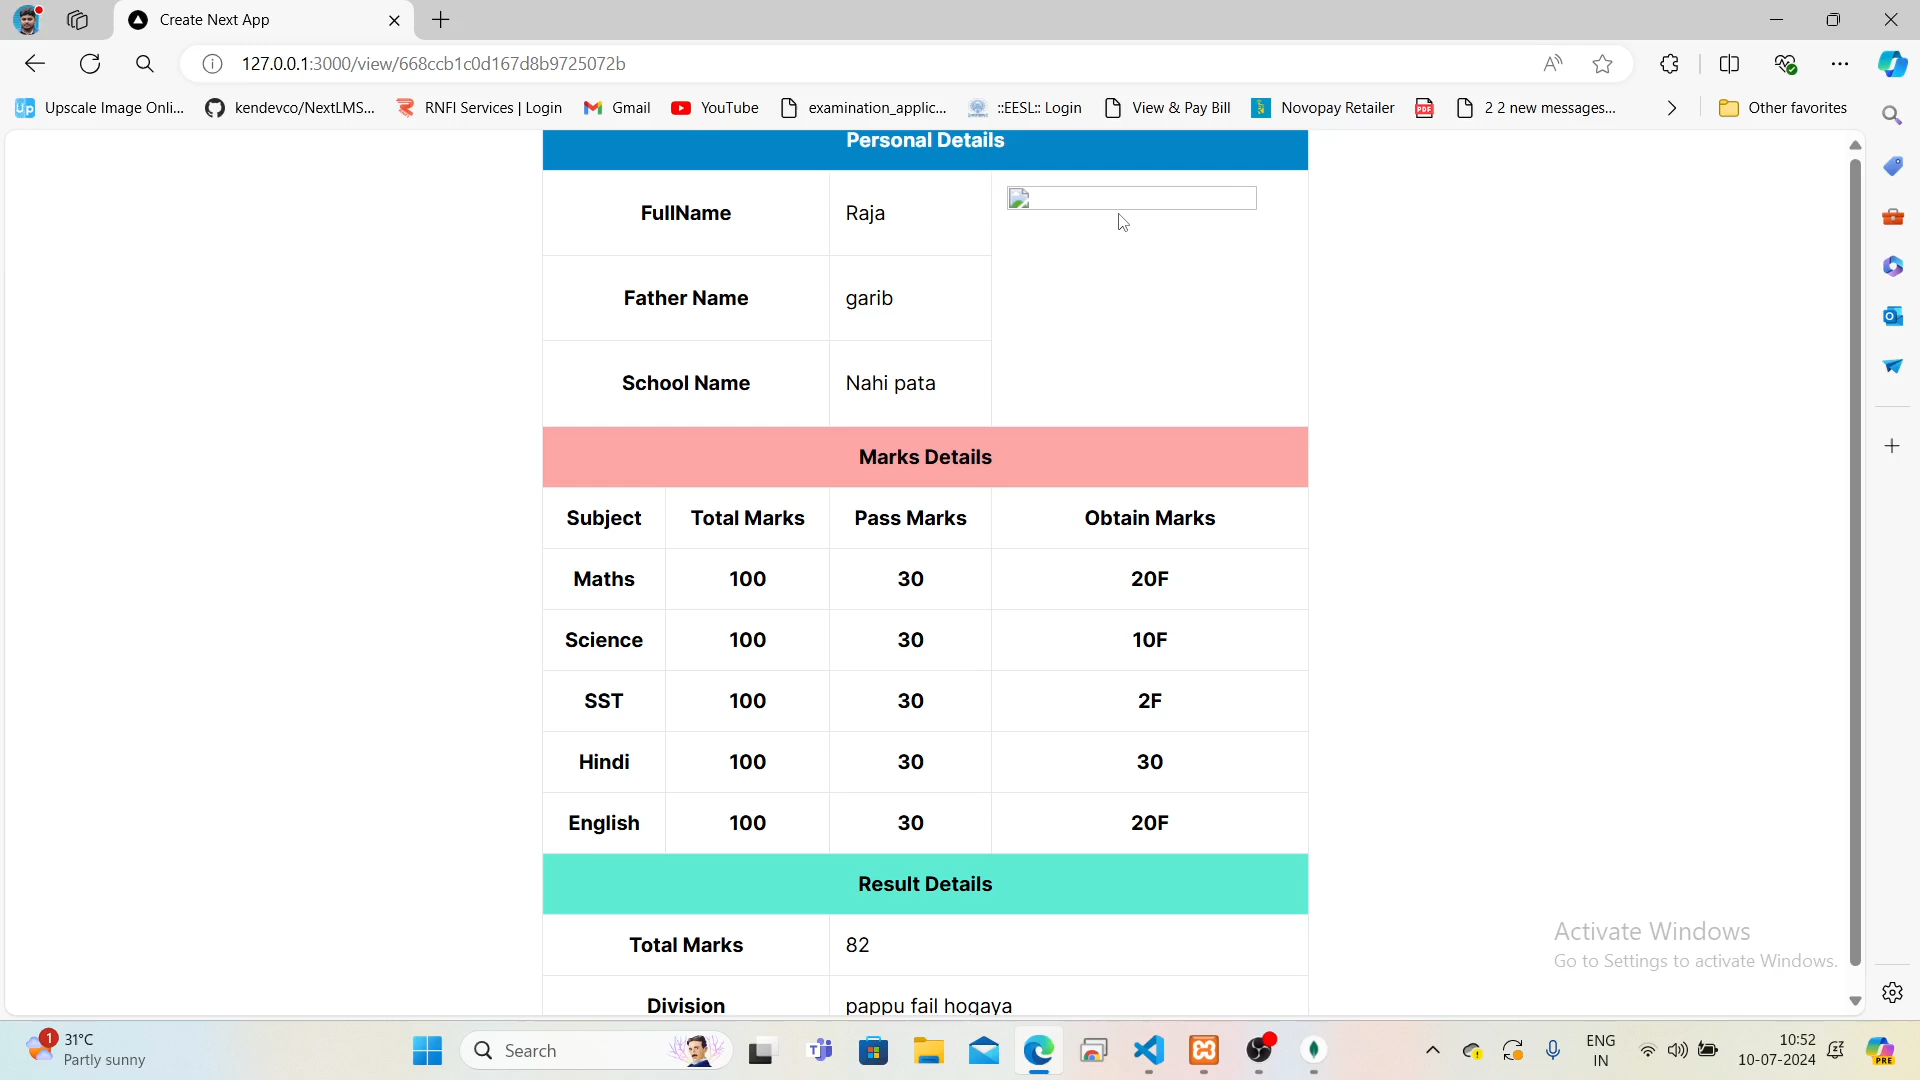 Create Next App
127.0.0.1:3000/view/668ccb1c0d167d8b9725072b
Upscale Image Onli... kendevco/NextLMS... RNFI Services | Login Gmail YouTube examination_applic... ::EESL:: Login View & Pay Bill Novopay Retailer PDF 2 2 new messages... Other favorites
Personal Details
FullName Raja
Father Name garib
School Name Nahi pata
Marks Details
Subject Total Marks Pass Marks Obtain Marks
Maths 100 30 20F
Science 100 30 10F
SST 100 30 2F
Hindi 100 30 30
English 100 30 20F
Result Details
Total Marks 82
Division pappu fail hogaya
Activate Windows
Go to Settings to activate Windows.
1 31°C
Partly sunny
Search
ENG
IN
10:52
10-07-2024
PRE